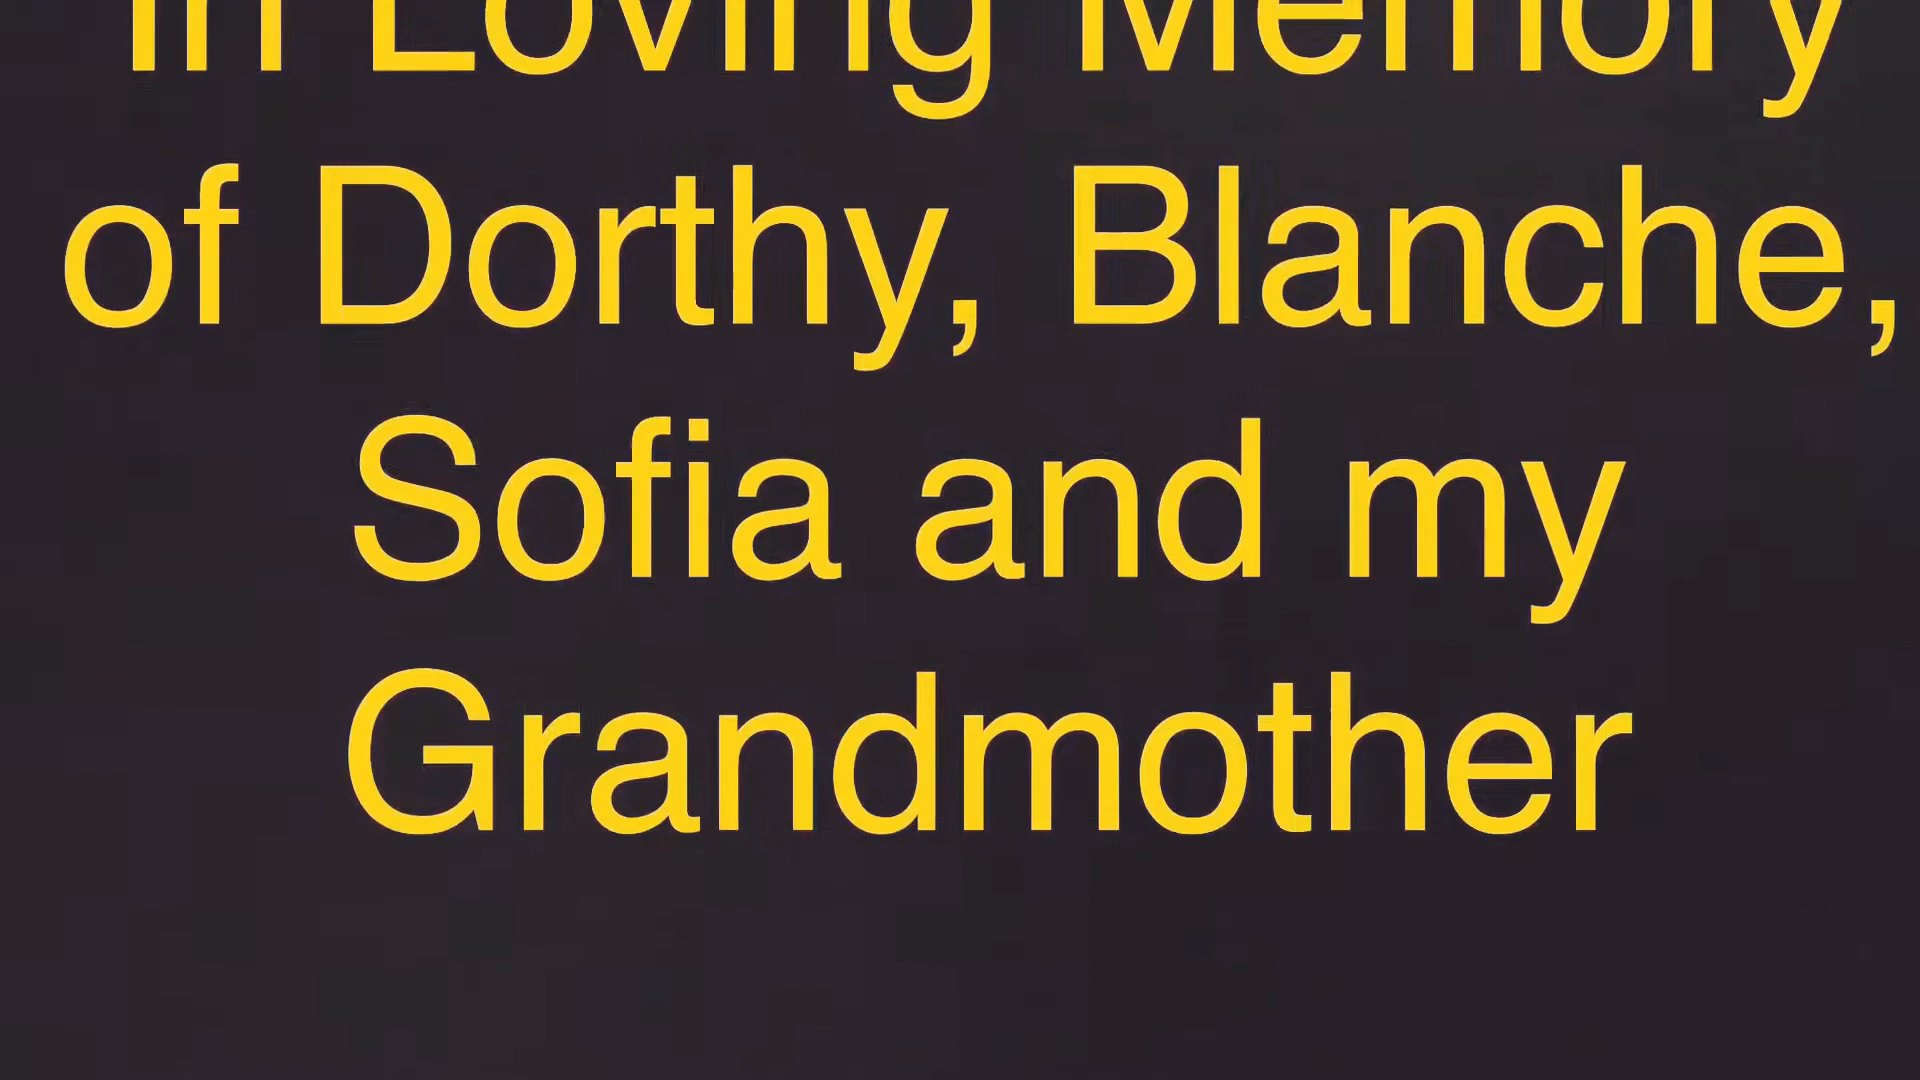 In Loving Memory
of Dorthy, Blanche,
Sofia and my
Grandmother